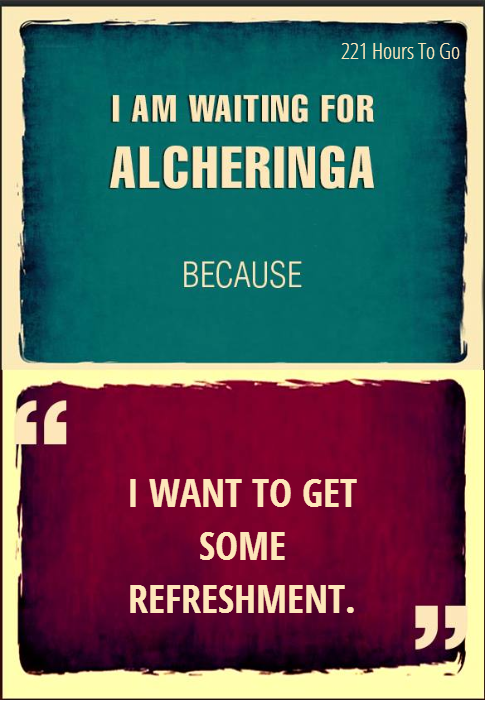 221 Hours To Go
I AM WAITING FOR
ALCHERINGA
BECAUSE
“
I WANT TO GET
SOME
REFRESHMENT.
”